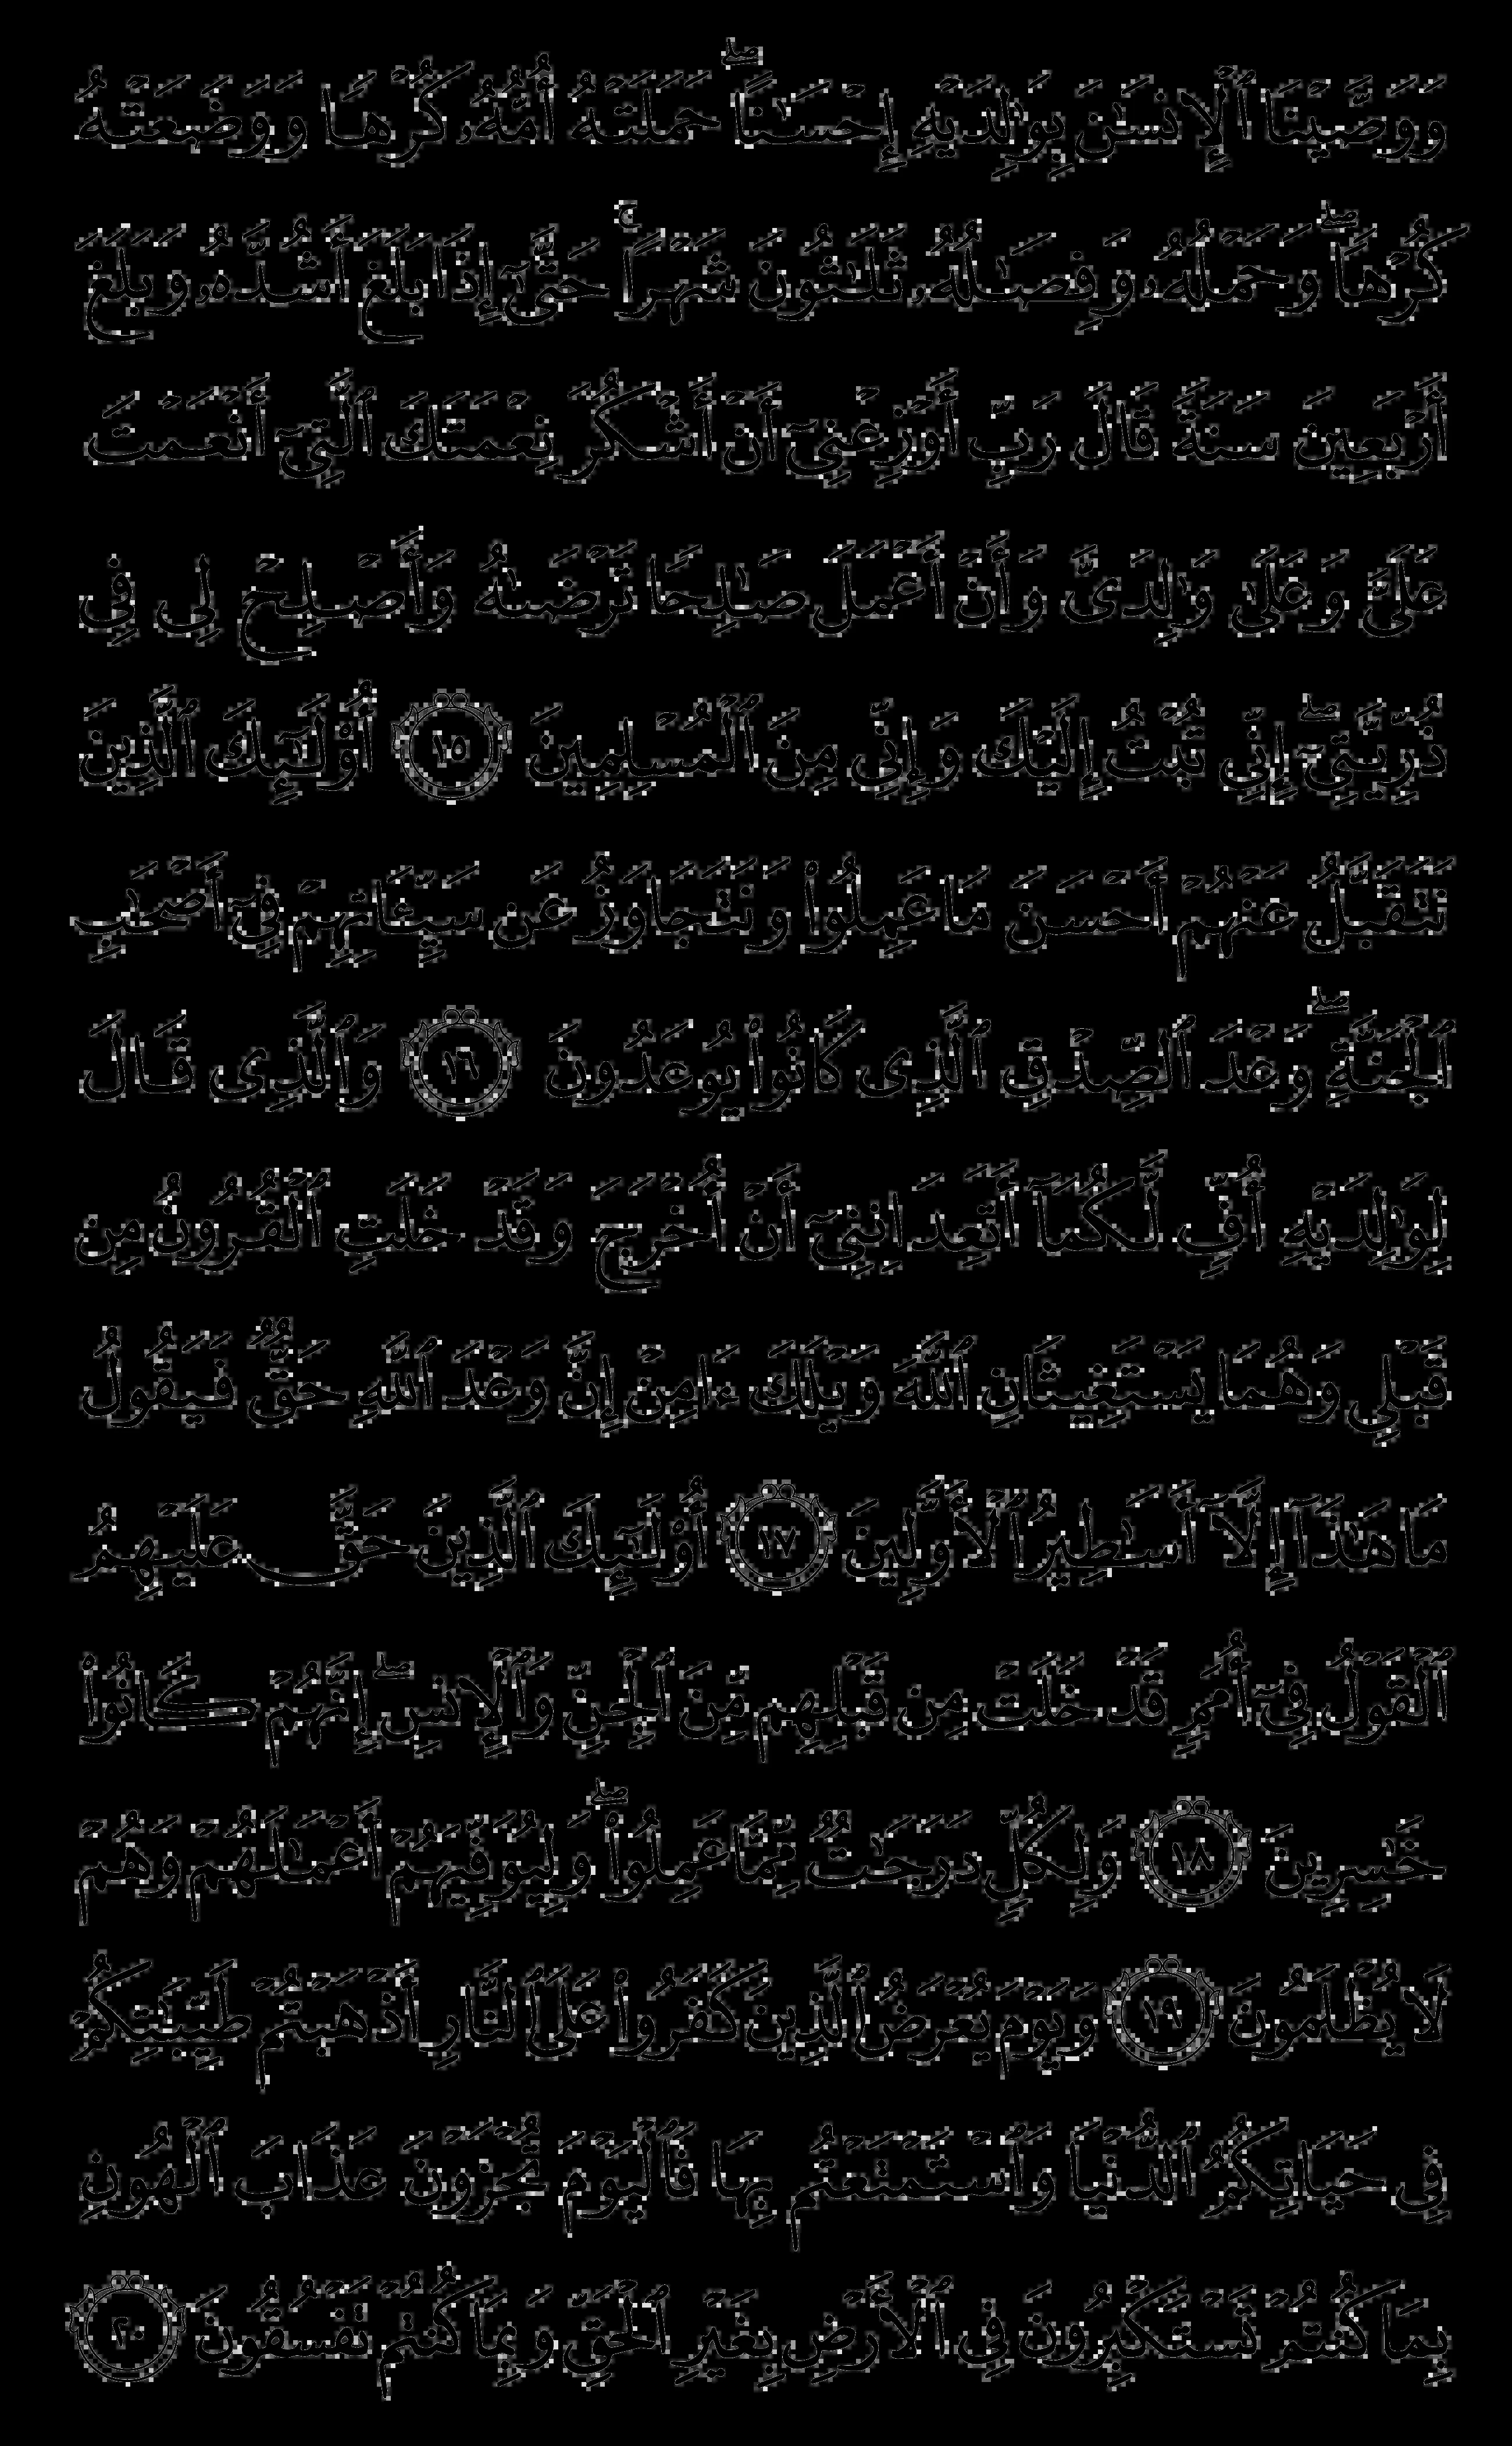 وَوَصَّيْنَا ٱلْإِنسَـٰنَ بِوَٰلِدَيْهِ إِحْسَـٰنًا ۖ حَمَلَتْهُ أُمُّهُۥ كُرْهًا وَوَضَعَتْهُ
كُرْهًا ۖ وَحَمْلُهُۥ وَفِصَـٰلُهُۥ ثَلَـٰثُونَ شَهْرًا ۚ حَتَّىٰٓ إِذَا بَلَغَ أَشُدَّهُۥ وَبَلَغَ
أَرْبَعِينَ سَنَةً قَالَ رَبِّ أَوْزِعْنِىٓ أَنْ أَشْكُرَ نِعْمَتَكَ ٱلَّتِىٓ أَنْعَمْتَ
عَلَىَّ وَعَلَىٰ وَٰلِدَىَّ وَأَنْ أَعْمَلَ صَـٰلِحًا تَرْضَىٰهُ وَأَصْلِحْ لِى فِى
ذُرِّيَّتِىٓ ۖ إِنِّى تُبْتُ إِلَيْكَ وَإِنِّى مِنَ ٱلْمُسْلِمِينَ ١٥ أُو۟لَـٰٓئِكَ ٱلَّذِينَ
نَتَقَبَّلُ عَنْهُمْ أَحْسَنَ مَا عَمِلُوا۟ وَنَتَجَاوَزُ عَن سَيِّـَٔاتِهِمْ فِىٓ أَصْحَـٰبِ
ٱلْجَنَّةِ ۖ وَعْدَ ٱلصِّدْقِ ٱلَّذِى كَانُوا۟ يُوعَدُونَ ١٦ وَٱلَّذِى قَالَ
لِوَٰلِدَيْهِ أُفٍّ لَّكُمَآ أَتَعِدَانِنِىٓ أَنْ أُخْرَجَ وَقَدْ خَلَتِ ٱلْقُرُونُ مِن
قَبْلِى وَهُمَا يَسْتَغِيثَانِ ٱللَّهَ وَيْلَكَ ءَامِنْ إِنَّ وَعْدَ ٱللَّهِ حَقٌّ فَيَقُولُ
مَا هَـٰذَآ إِلَّآ أَسَـٰطِيرُ ٱلْأَوَّلِينَ ١٧ أُو۟لَـٰٓئِكَ ٱلَّذِينَ حَقَّ عَلَيْهِمُ
ٱلْقَوْلُ فِىٓ أُمَمٍ قَدْ خَلَتْ مِن قَبْلِهِم مِّنَ ٱلْجِنِّ وَٱلْإِنسِ ۖ إِنَّهُمْ كَانُوا۟
خَـٰسِرِينَ ١٨ وَلِكُلٍّ دَرَجَـٰتٌ مِّمَّا عَمِلُوا۟ ۖ وَلِيُوَفِّيَهُمْ أَعْمَـٰلَهُمْ وَهُمْ
لَا يُظْلَمُونَ ١٩ وَيَوْمَ يُعْرَضُ ٱلَّذِينَ كَفَرُوا۟ عَلَى ٱلنَّارِ أَذْهَبْتُمْ طَيِّبَـٰتِكُمْ
فِى حَيَاتِكُمُ ٱلدُّنْيَا وَٱسْتَمْتَعْتُم بِهَا فَٱلْيَوْمَ تُجْزَوْنَ عَذَابَ ٱلْهُونِ
بِمَا كُنتُمْ تَسْتَكْبِرُونَ فِى ٱلْأَرْضِ بِغَيْرِ ٱلْحَقِّ وَبِمَا كُنتُمْ تَفْسُقُونَ ٢٠